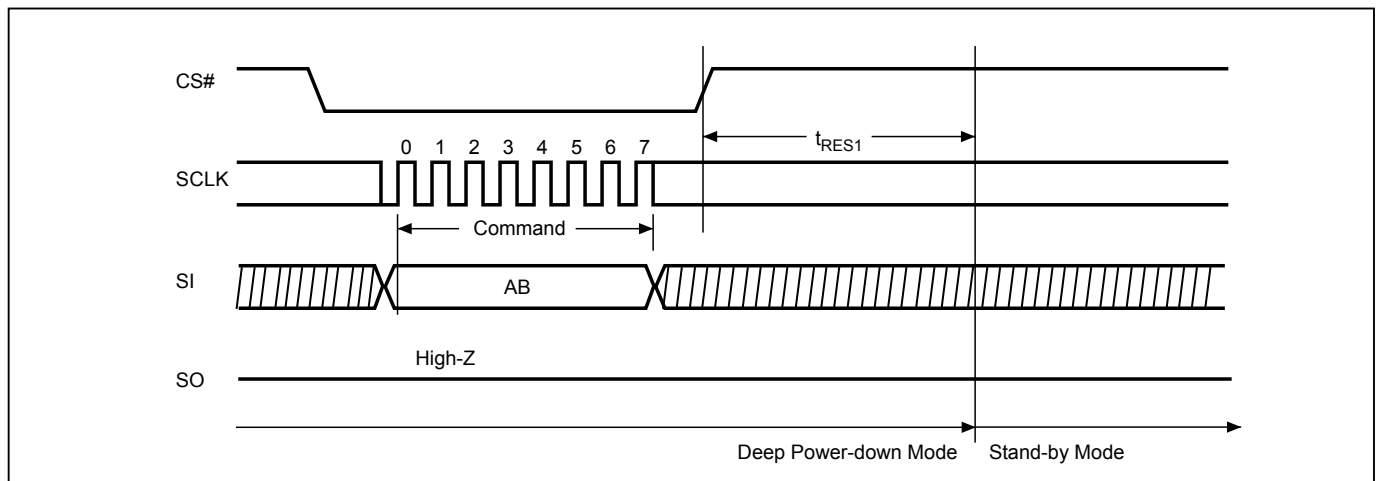 CS#
tRES1
0 1 2 3 4 5 6 7
SCLK
Command
SI
AB
High-Z
SO
Deep Power-down Mode
Stand-by Mode